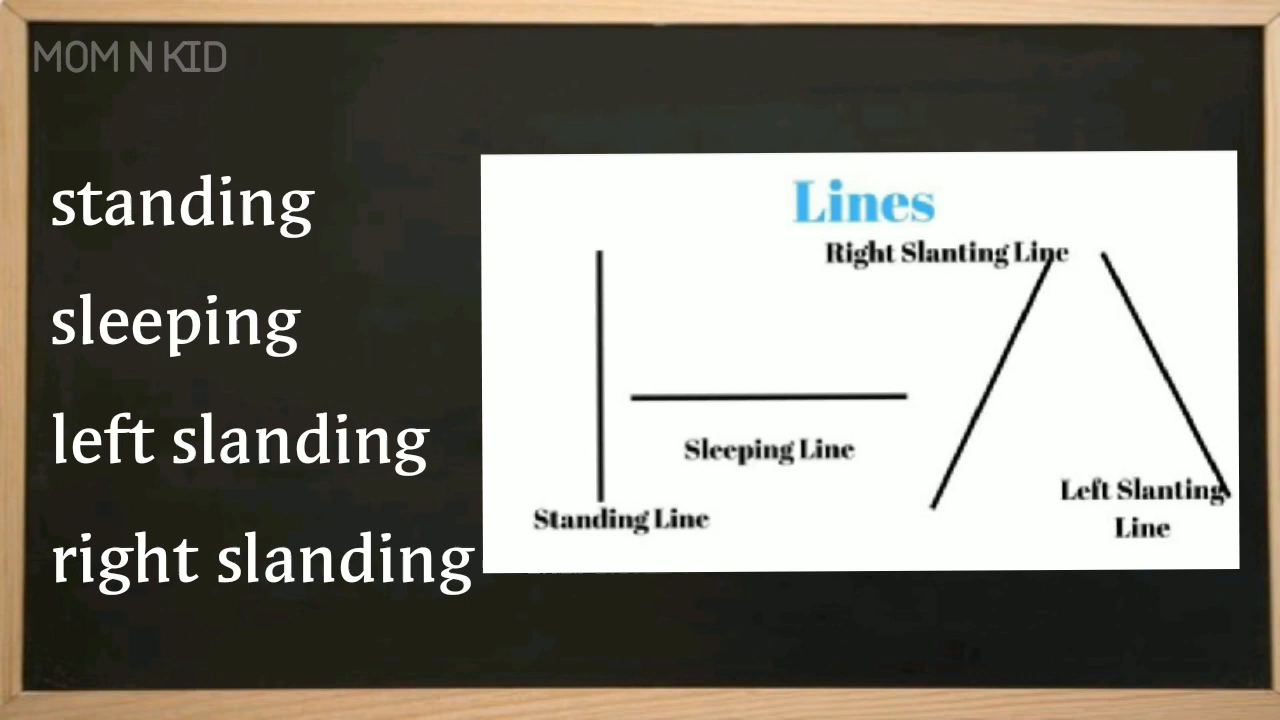 MOM N KID
standing
sleeping
left slanding
right slanding
Lines
Right Slanting Line
Sleeping Line
Standing Line
Left Slanting
Line